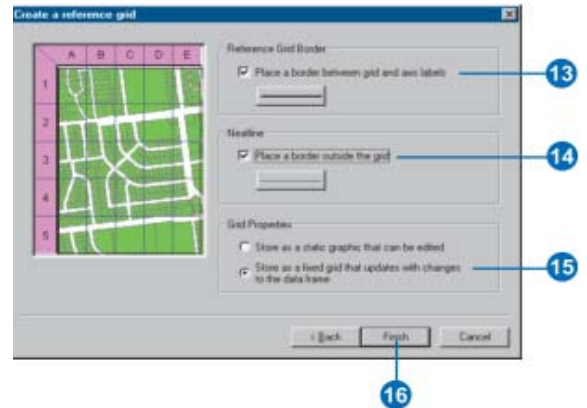 Create a reference grid
A B C D E
1
2
3
4
5
Reference Grid Border
Place a border between grid and axis labels
13
Neatline
Place a border outside the grid
14
Grid Properties
Store as a static graphic that can be edited
Store as a fixed grid that updates with changes
to the data frame
15
< Back Finish Cancel
16